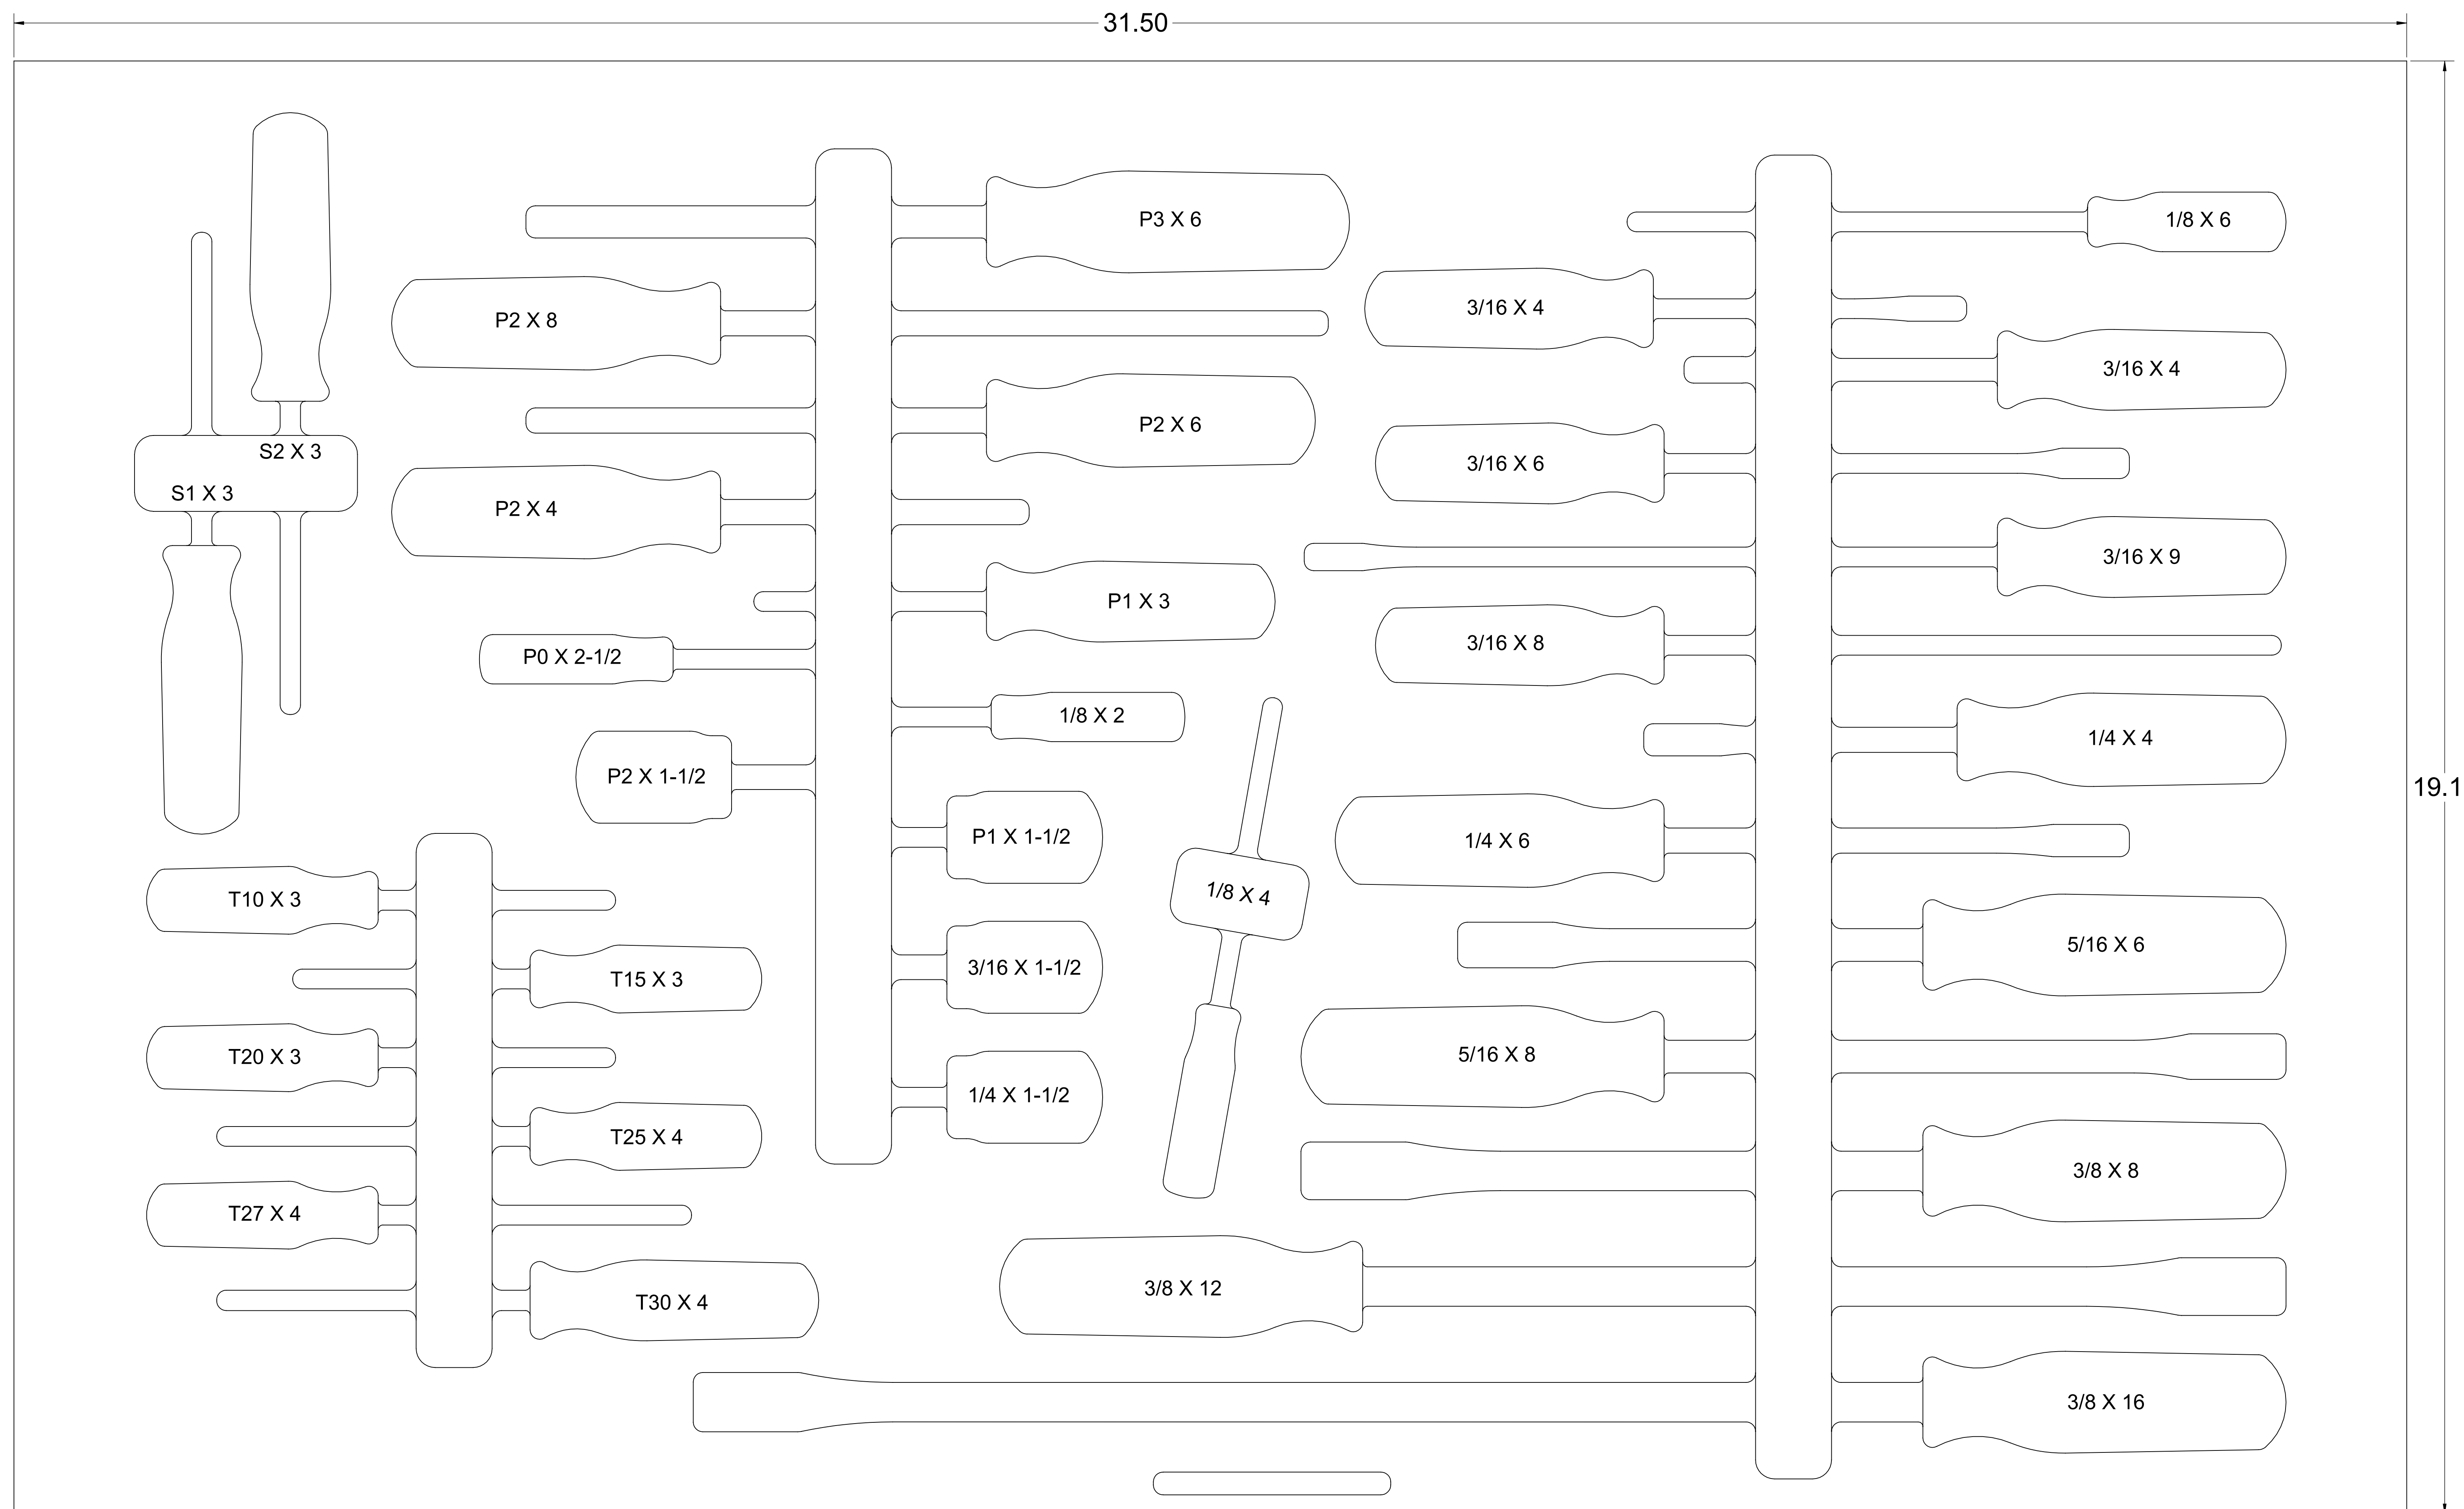 31.50
P3 X 6
1/8 X 6
3/16 X 4
P2 X 8
3/16 X 4
P2 X 6
S2 X 3
3/16 X 6
S1 X 3
P2 X 4
3/16 X 9
P1 X 3
3/16 X 8
P0 X 2-1/2
1/8 X 2
1/4 X 4
P2 X 1-1/2
19.1
P1 X 1-1/2
1/4 X 6
1/8 X 4
T10 X 3
5/16 X 6
3/16 X 1-1/2
T15 X 3
T20 X 3
5/16 X 8
1/4 X 1-1/2
T25 X 4
3/8 X 8
T27 X 4
3/8 X 12
T30 X 4
3/8 X 16